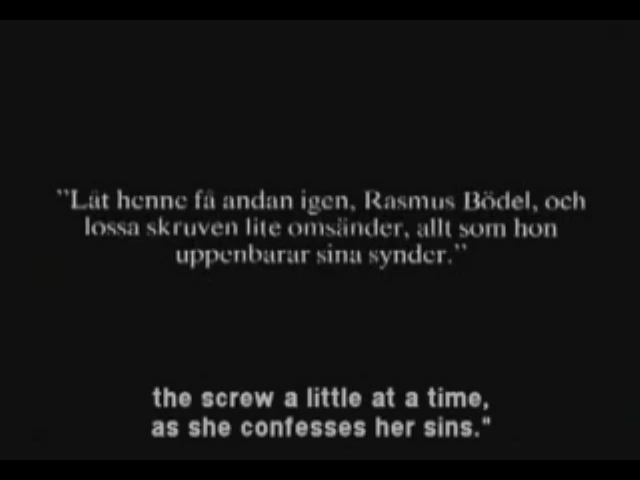 "Låt henne få andan igen, Rasmus Bödel, och
lossa skruven lite omsänder, allt som hon
uppenbarar sina synder."
the screw a little at a time,
as she confesses her sins."